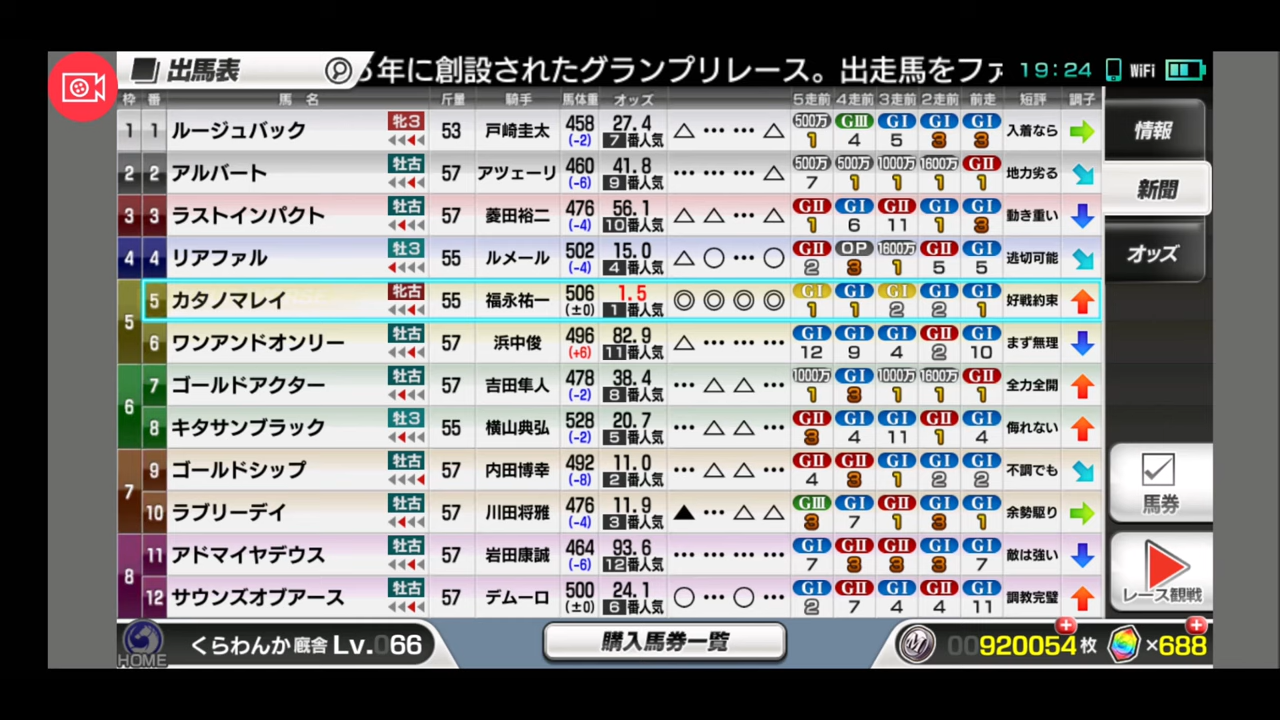 出馬表
5年に創設されたグランプリレース。出走馬をファ
19:24 WiFi
枠 番 馬 名 斤量 騎手 馬体重 オッズ 5走前 4走前 3走前 2走前 前走 短評 調子
1 1 ルージュバック 牝3 53 戸崎圭太 458 (-2) 27.4 7番人気 △ … … △ 500万 1 GIII 4 GI 5 GI 3 GI 3 入着なら
2 2 アルバート 牡古 57 アツェーリ 460 (-6) 41.8 9番人気 … … … △ 500万 7 500万 1 1000万 1 1600万 1 GII 1 地力劣る
3 3 ラストインパクト 牡古 57 菱田裕二 476 (-4) 56.1 10番人気 △ △ … △ GII 1 GI 6 GII 11 GI 1 GI 3 動き重い
4 4 リアファル 牡3 55 ルメール 502 (-4) 15.0 4番人気 △ ○ … ○ GII 2 OP 3 1600万 1 GII 5 GI 5 逃切可能
5 5 カタノマレイ 牝古 55 福永祐一 506 (±0) 1.5 1番人気 ◎ ◎ ◎ ◎ GI 1 GI 1 GI 2 GI 2 GI 1 好戦約束
6 ワンアンドオンリー 牡古 57 浜中俊 496 (+6) 82.9 11番人気 △ … … … GI 12 GI 9 GI 4 GII 2 GI 10 まず無理
6 7 ゴールドアクター 牡古 57 吉田隼人 478 (-2) 38.4 8番人気 … △ △ … 1000万 1 GI 3 1000万 1 1600万 1 GII 1 全力全開
8 キタサンブラック 牡3 55 横山典弘 528 (-2) 20.7 5番人気 … △ △ … GII 3 GI 4 GI 11 GII 1 GI 4 侮れない
7 9 ゴールドシップ 牡古 57 内田博幸 492 (-8) 11.0 2番人気 … △ △ … GII 4 GII 3 GI 1 GI 2 GI 2 不調でも
10 ラブリーデイ 牡古 57 川田将雅 476 (-4) 11.9 3番人気 ▲ … △ △ GIII 3 GI 7 GII 1 GI 3 GI 1 余勢駆り
8 11 アドマイヤデウス 牡古 57 岩田康誠 464 (-6) 93.6 12番人気 … … … … GI 7 GII 3 GII 3 GI 3 GI 7 敵は強い
12 サウンズオブアース 牡古 57 デムーロ 500 (±0) 24.1 6番人気 ○ … ○ … GI 2 GII 7 GI 4 GII 4 GI 11 調教完璧
情報
新聞
オッズ
馬券
レース観戦
HOME くらわんか 厩舎 Lv.066
購入馬券一覧
00920054枚 ×688